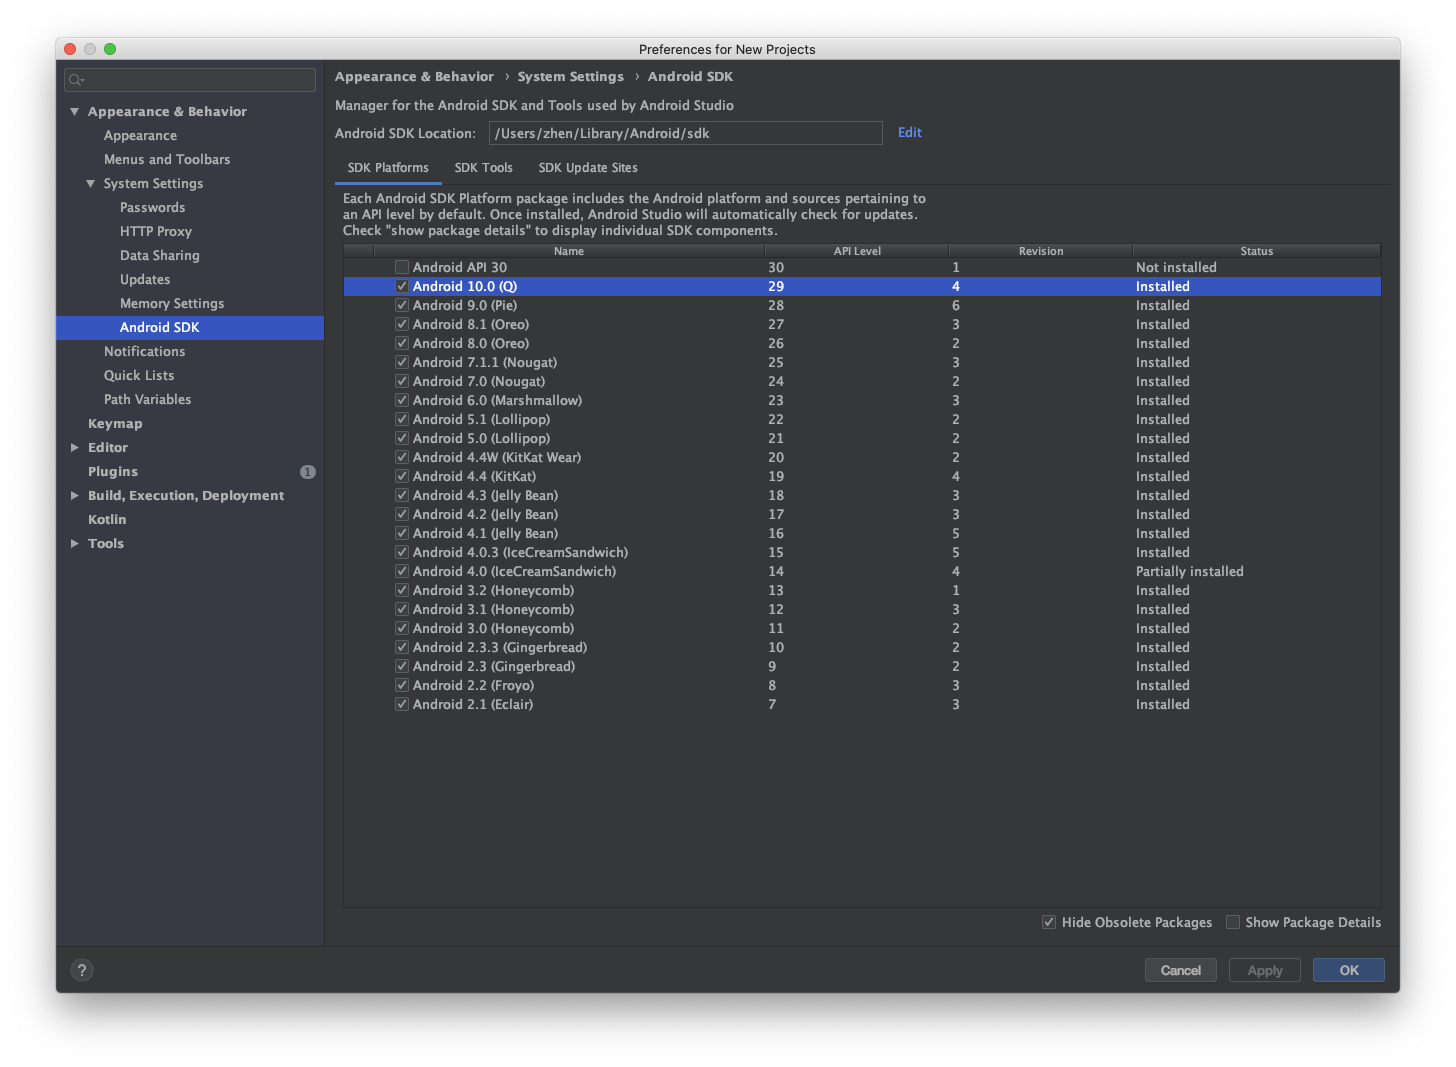 Preferences for New Projects
Appearance & Behavior
Appearance
Menus and Toolbars
System Settings
Passwords
HTTP Proxy
Data Sharing
Updates
Memory Settings
Android SDK
Notifications
Quick Lists
Path Variables
Keymap
Editor
Plugins 1
Build, Execution, Deployment
Kotlin
Tools
Appearance & Behavior › System Settings › Android SDK
Manager for the Android SDK and Tools used by Android Studio
Android SDK Location: /Users/zhen/Library/Android/sdk Edit
SDK Platforms SDK Tools SDK Update Sites
Each Android SDK Platform package includes the Android platform and sources pertaining to
an API level by default. Once installed, Android Studio will automatically check for updates.
Check "show package details" to display individual SDK components.
Name API Level Revision Status
Android API 30 30 1 Not installed
Android 10.0 (Q) 29 4 Installed
Android 9.0 (Pie) 28 6 Installed
Android 8.1 (Oreo) 27 3 Installed
Android 8.0 (Oreo) 26 2 Installed
Android 7.1.1 (Nougat) 25 3 Installed
Android 7.0 (Nougat) 24 2 Installed
Android 6.0 (Marshmallow) 23 3 Installed
Android 5.1 (Lollipop) 22 2 Installed
Android 5.0 (Lollipop) 21 2 Installed
Android 4.4W (KitKat Wear) 20 2 Installed
Android 4.4 (KitKat) 19 4 Installed
Android 4.3 (Jelly Bean) 18 3 Installed
Android 4.2 (Jelly Bean) 17 3 Installed
Android 4.1 (Jelly Bean) 16 5 Installed
Android 4.0.3 (IceCreamSandwich) 15 5 Installed
Android 4.0 (IceCreamSandwich) 14 4 Partially installed
Android 3.2 (Honeycomb) 13 1 Installed
Android 3.1 (Honeycomb) 12 3 Installed
Android 3.0 (Honeycomb) 11 2 Installed
Android 2.3.3 (Gingerbread) 10 2 Installed
Android 2.3 (Gingerbread) 9 2 Installed
Android 2.2 (Froyo) 8 3 Installed
Android 2.1 (Eclair) 7 3 Installed
Hide Obsolete Packages Show Package Details
? Cancel Apply OK